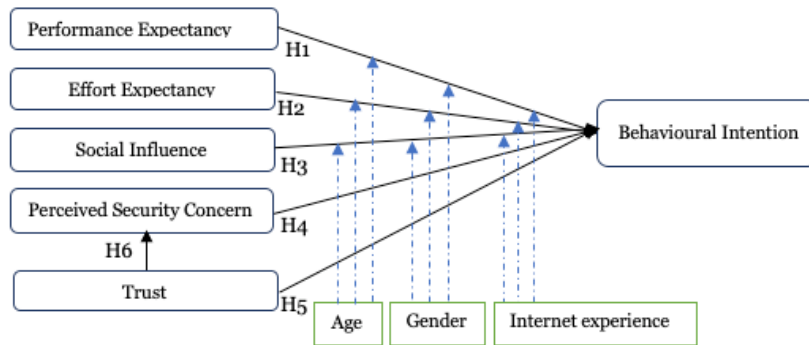 Performance Expectancy
H1
Effort Expectancy
H2
Behavioural Intention
Social Influence
H3
Perceived Security Concern
H4
H6
Trust
H5
Age
Gender
Internet experience